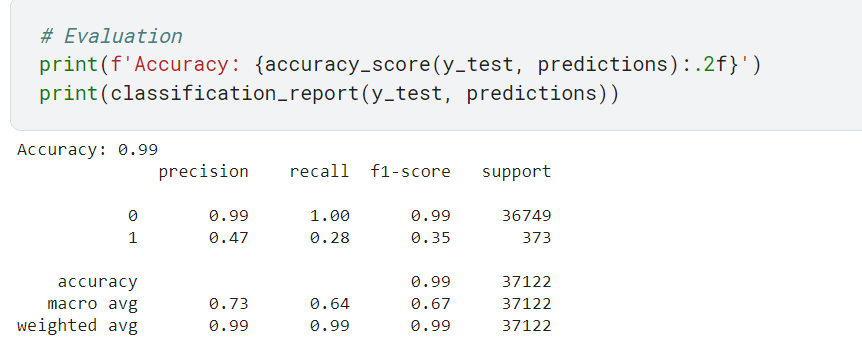 # Evaluation
print(f'Accuracy: {accuracy_score(y_test, predictions):.2f}')
print(classification_report(y_test, predictions))
Accuracy: 0.99
precision recall f1-score support
0 0.99 1.00 0.99 36749
1 0.47 0.28 0.35 373
accuracy 0.99 37122
macro avg 0.73 0.64 0.67 37122
weighted avg 0.99 0.99 0.99 37122